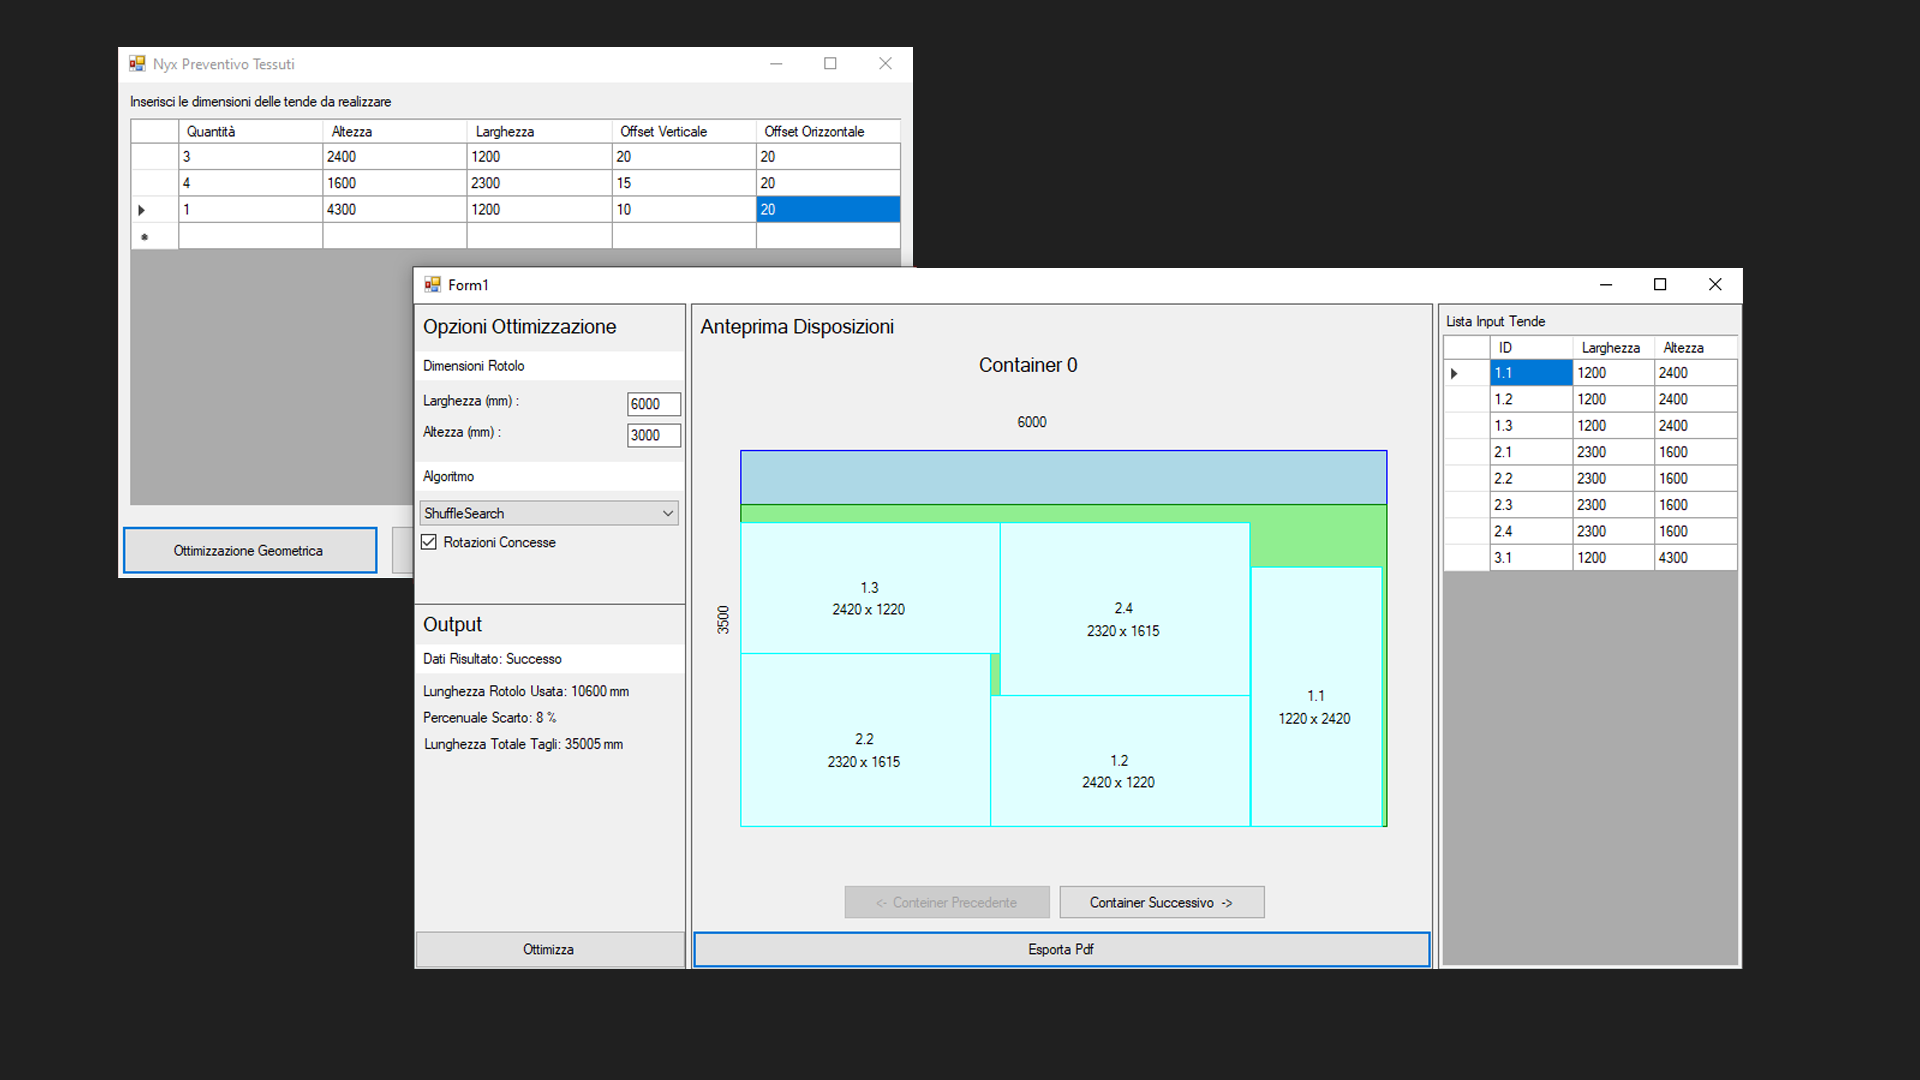 Nyx Preventivo Tessuti
Inserisci le dimensioni delle tende da realizzare
Quantità Altezza Larghezza Offset Verticale Offset Orizzontale
3 2400 1200 20 20
4 1600 2300 15 20
1 4300 1200 10 20
Ottimizzazione Geometrica
Form1
Opzioni Ottimizzazione
Dimensioni Rotolo
Larghezza (mm) : 6000
Altezza (mm) : 3000
Algoritmo
ShuffleSearch
Rotazioni Concesse
Output
Dati Risultato: Successo
Lunghezza Rotolo Usata: 10600 mm
Percenuale Scarto: 8 %
Lunghezza Totale Tagli: 35005 mm
Ottimizza
Anteprima Disposizioni
Container 0
6000
3500
1.3
2420 x 1220
2.4
2320 x 1615
1.1
1220 x 2420
2.2
2320 x 1615
1.2
2420 x 1220
<- Conteiner Precedente
Container Successivo ->
Esporta Pdf
Lista Input Tende
ID Larghezza Altezza
1.1 1200 2400
1.2 1200 2400
1.3 1200 2400
2.1 2300 1600
2.2 2300 1600
2.3 2300 1600
2.4 2300 1600
3.1 1200 4300